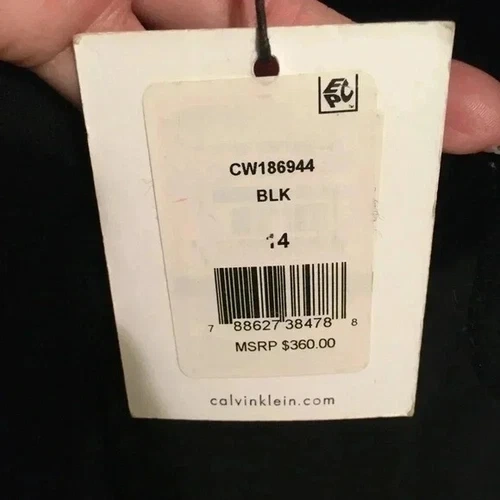 EPC
CW186944
BLK
14
7 88627 38478 8
MSRP $360.00
calvinklein.com